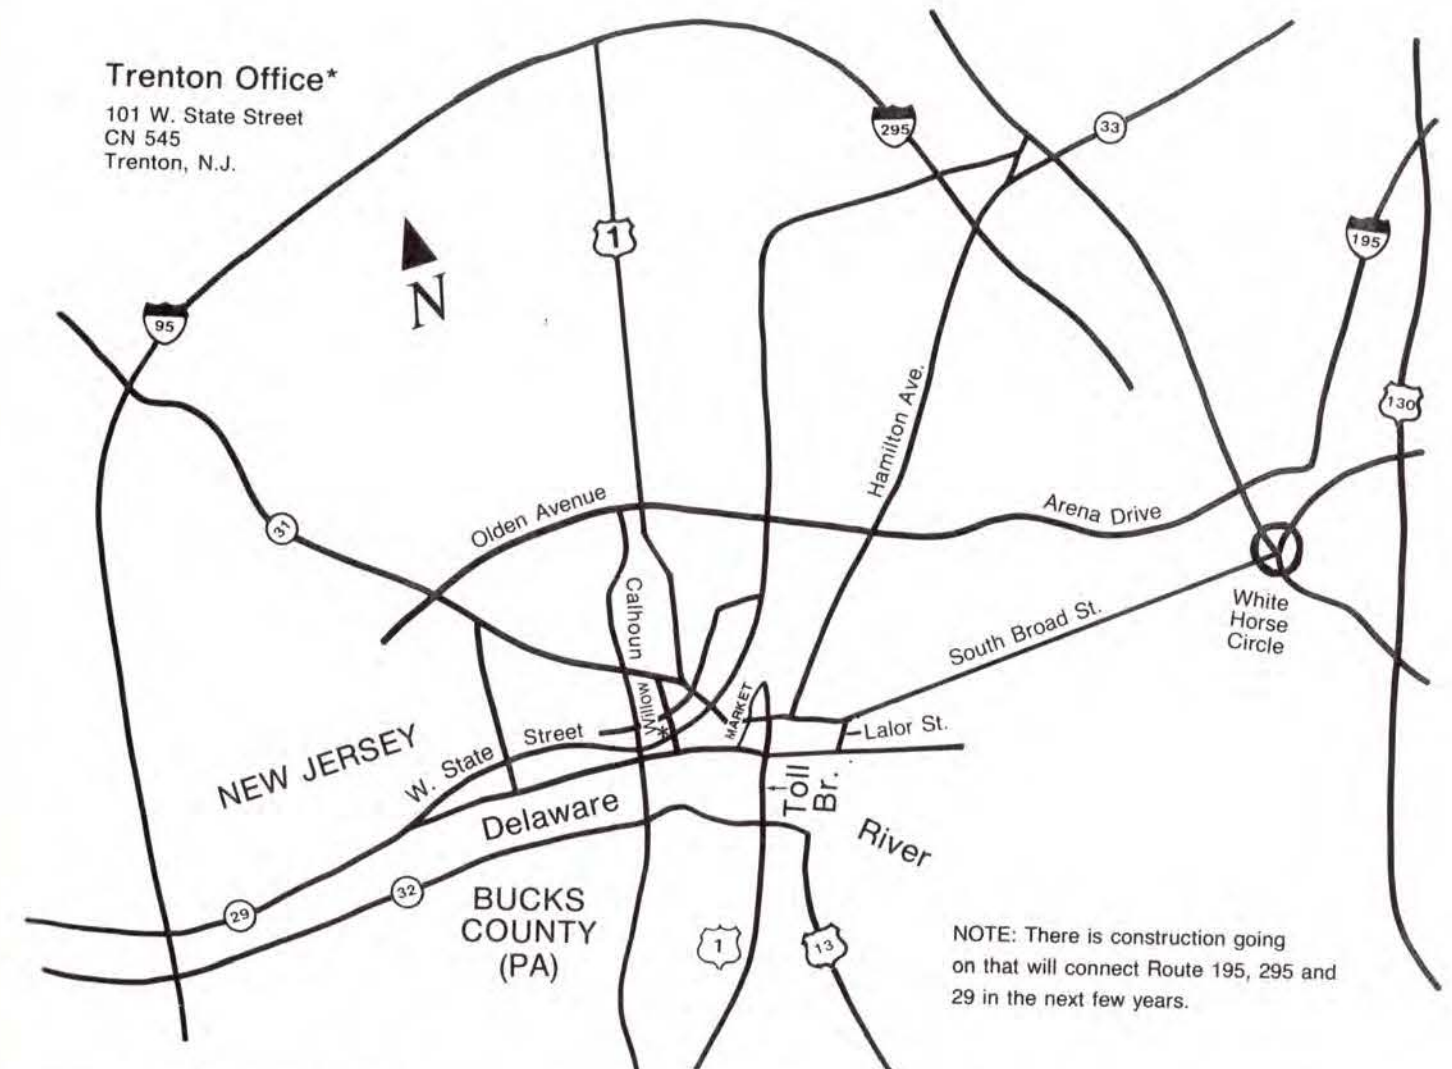 Trenton Office*
101 W. State Street
CN 545
Trenton, N.J.
295
33
1
195
95
N
130
Hamilton Ave.
31
Olden Avenue
Arena Drive
Calhoun
White
Horse
Circle
South Broad St.
Willow
*
MARKET
Lalor St.
W. State Street
NEW JERSEY
Toll
Br.
Delaware
River
32
29
BUCKS
COUNTY
(PA)
1
13
NOTE: There is construction going
on that will connect Route 195, 295 and
29 in the next few years.